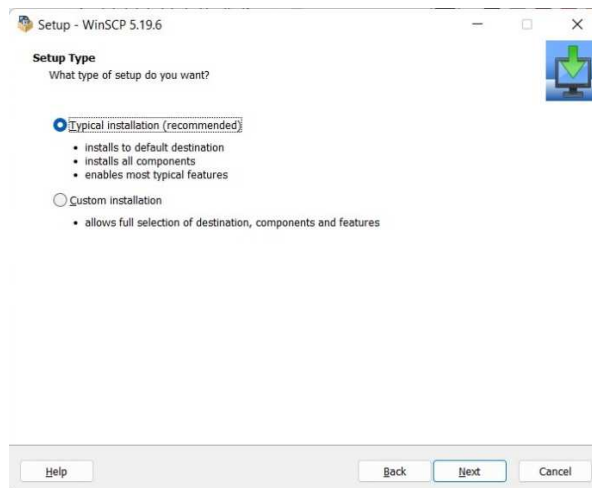 Setup - WinSCP 5.19.6
Setup Type
What type of setup do you want?
Typical installation (recommended)
• installs to default destination
• installs all components
• enables most typical features
Custom installation
• allows full selection of destination, components and features
Help
Back
Next
Cancel